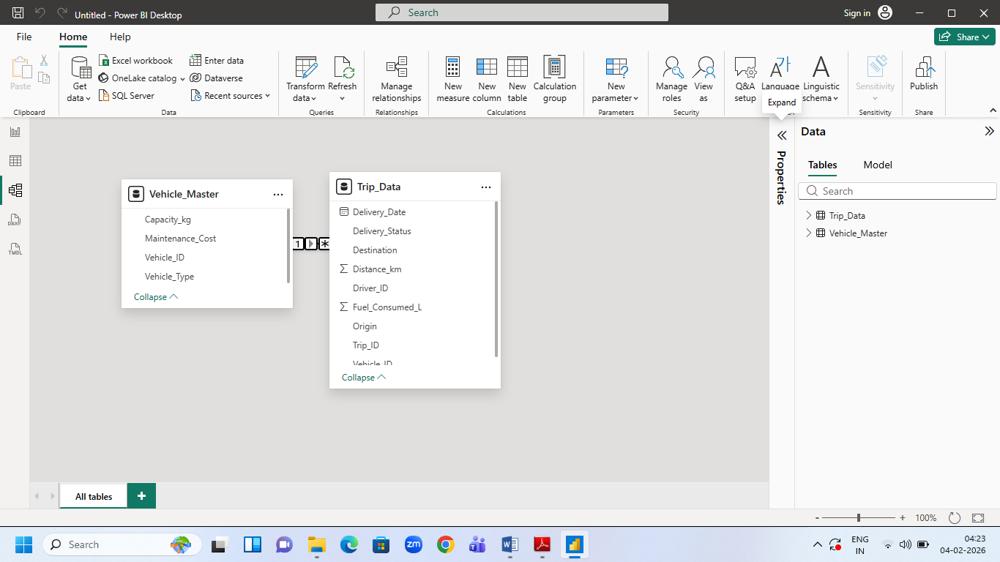 Untitled - Power BI Desktop
Search
Sign in
File
Home
Help
Share
Paste
Clipboard
Get data
Excel workbook
OneLake catalog
SQL Server
Enter data
Dataverse
Recent sources
Data
Transform data
Refresh
Queries
Manage relationships
Relationships
New measure
New column
New table
Calculation group
Calculations
New parameter
Parameters
Manage roles
View as
Security
Q&A setup
Language
Linguistic schema
Expand
Sensitivity
Sensitivity
Publish
Share
DAX
TMDL
Vehicle_Master
Capacity_kg
Maintenance_Cost
Vehicle_ID
Vehicle_Type
Collapse
1
*
Trip_Data
Delivery_Date
Delivery_Status
Destination
Distance_km
Driver_ID
Fuel_Consumed_L
Origin
Trip_ID
Vehicle_ID
Collapse
Properties
Data
Tables
Model
Search
Trip_Data
Vehicle_Master
All tables
+
- + 100%
Search
zm
ENG
IN
04:23
04-02-2026